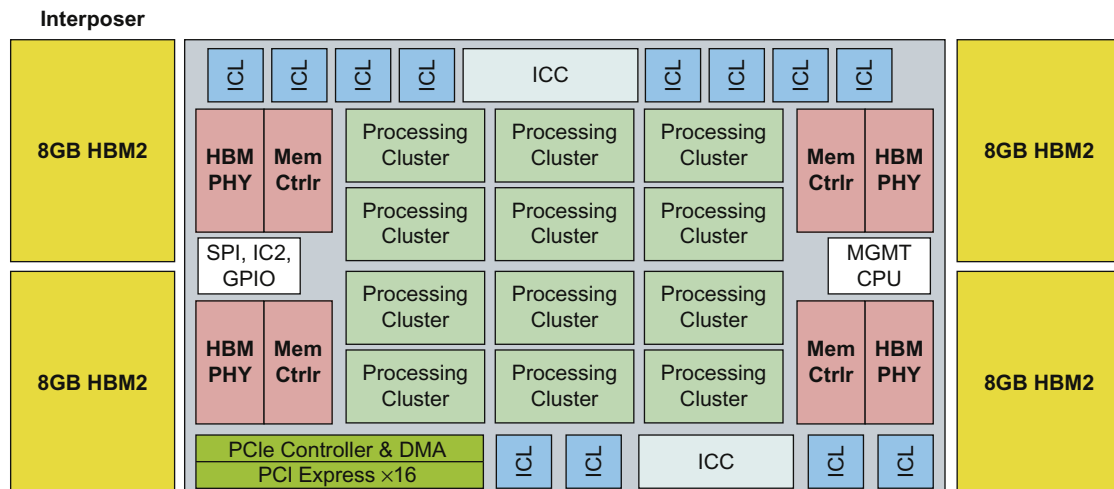 Interposer
8GB HBM2
ICL
ICL
ICL
ICL
ICC
ICL
ICL
ICL
ICL
8GB HBM2
HBM
PHY
Mem
Ctrlr
Processing
Cluster
Processing
Cluster
Processing
Cluster
Mem
Ctrlr
HBM
PHY
Processing
Cluster
Processing
Cluster
Processing
Cluster
SPI, IC2,
GPIO
MGMT
CPU
8GB HBM2
HBM
PHY
Mem
Ctrlr
Processing
Cluster
Processing
Cluster
Processing
Cluster
Mem
Ctrlr
HBM
PHY
8GB HBM2
Processing
Cluster
Processing
Cluster
Processing
Cluster
PCIe Controller & DMA
PCI Express ×16
ICL
ICL
ICC
ICL
ICL